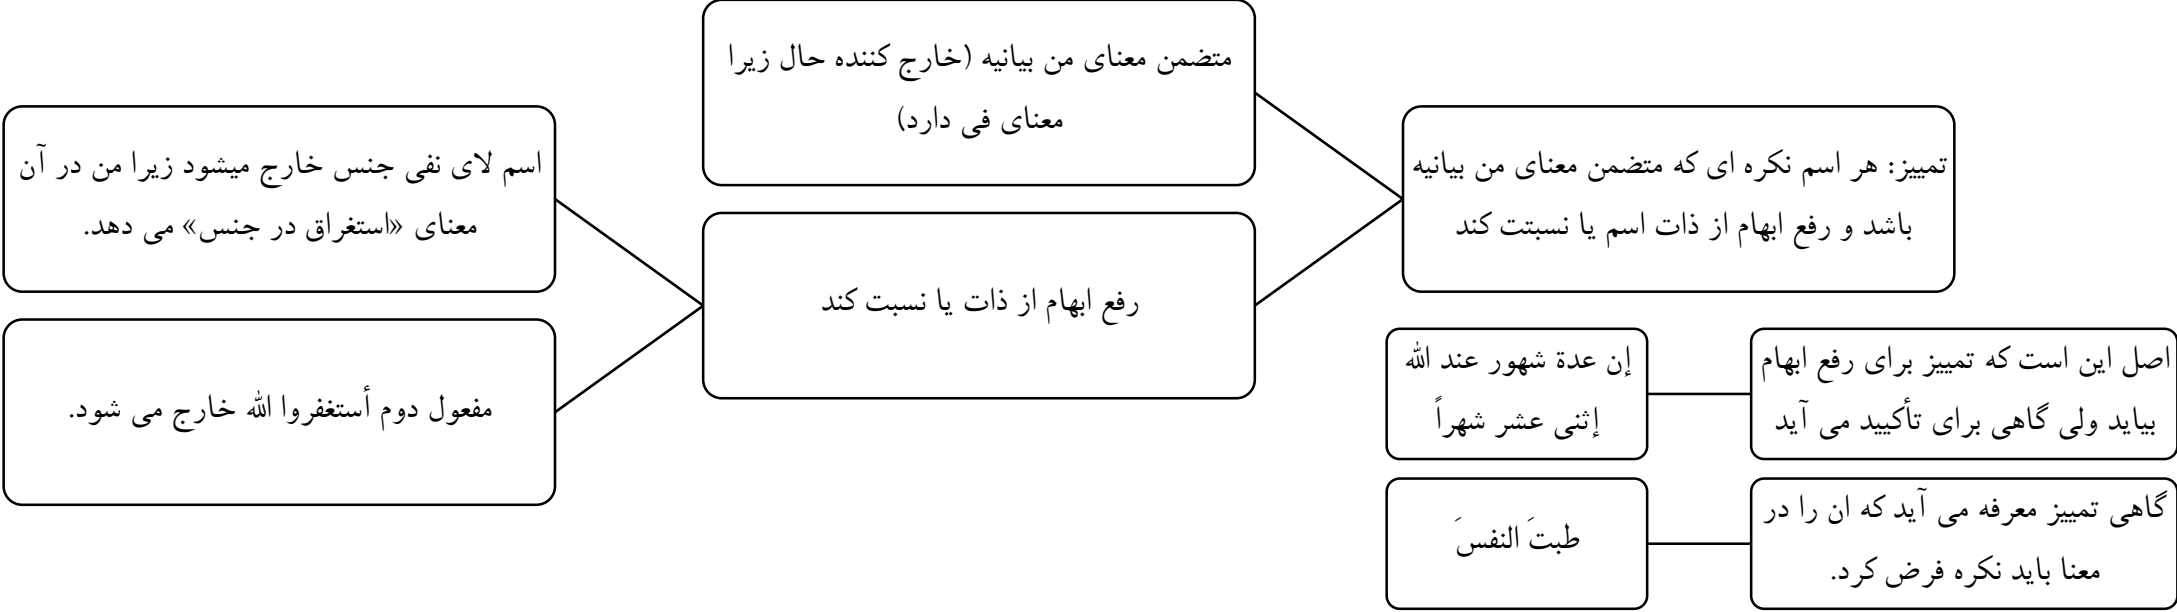 تمییز: هر اسم نکره ای که متضمن معنای من بیانیه
باشد و رفع ابهام از ذات اسم یا نسبتت کند
متضمن معنای من بیانیه (خارج کننده حال زیرا
معنای فی دارد)
رفع ابهام از ذات یا نسبت کند
اسم لای نفی جنس خارج میشود زیرا من در آن
معنای «استغراق در جنس» می دهد.
مفعول دوم أستغفروا الله خارج می شود.
اصل این است که تمییز برای رفع ابهام
بیاید ولی گاهی برای تأکیید می آید
إن عدة شهور عند الله
إثنی عشر شهراً
گاهی تمییز معرفه می آید که ان را در
معنا باید نکره فرض کرد.
طبتَ النفسَ